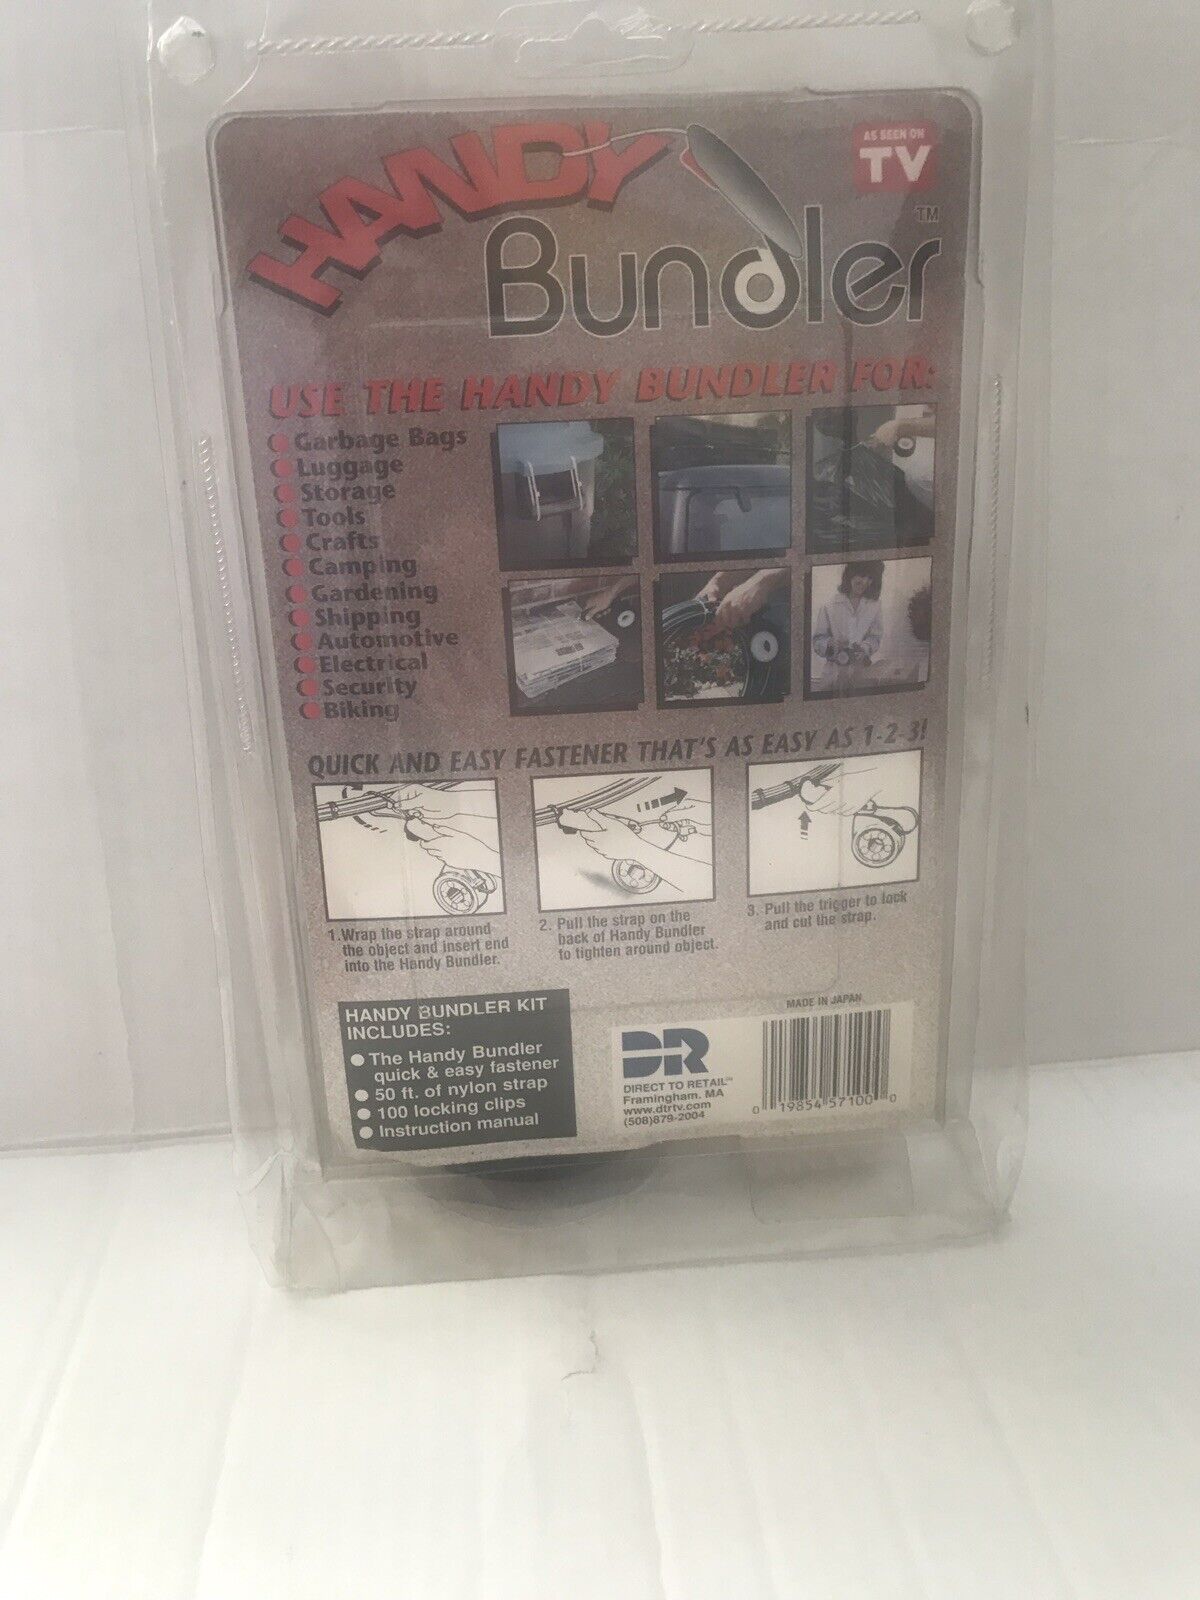 HANDY
Bundler™
AS SEEN ON
TV
USE THE HANDY BUNDLER FOR:
Garbage Bags
Luggage
Storage
Tools
Crafts
Camping
Gardening
Shipping
Automotive
Electrical
Security
Biking
QUICK AND EASY FASTENER THAT'S AS EASY AS 1-2-3!
1.Wrap the strap around
the object and insert end
into the Handy Bundler.
2. Pull the strap on the
back of Handy Bundler
to tighten around object.
3. Pull the trigger to lock
and cut the strap.
HANDY BUNDLER KIT
INCLUDES:
● The Handy Bundler
quick & easy fastener
● 50 ft. of nylon strap
● 100 locking clips
● Instruction manual
DR
DIRECT TO RETAIL™
Framingham, MA
www.dtrtv.com
(508)879-2004
MADE IN JAPAN
0 19854 57100 0